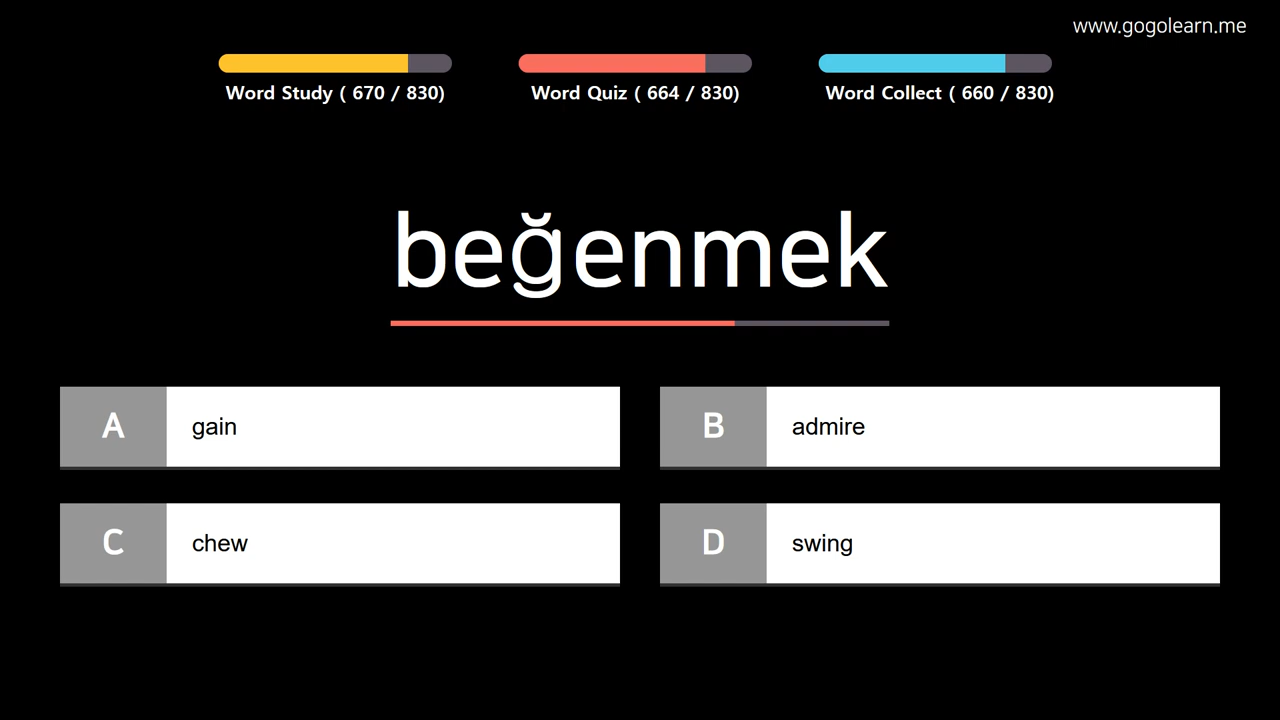 www.gogolearn.me
Word Study ( 670 / 830)
Word Quiz ( 664 / 830)
Word Collect ( 660 / 830)
beğenmek
A gain
B admire
C chew
D swing